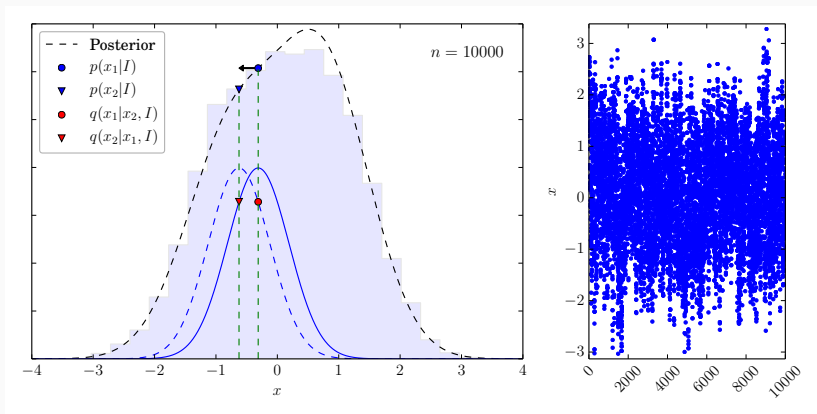 Posterior
p(x₁|I)
p(x₂|I)
q(x₁|x₂, I)
q(x₂|x₁, I)
n = 10000
−4 −3 −2 −1 0 1 2 3 4
x
3
2
1
0
−1
−2
−3
x
0 2000 4000 6000 8000 10000